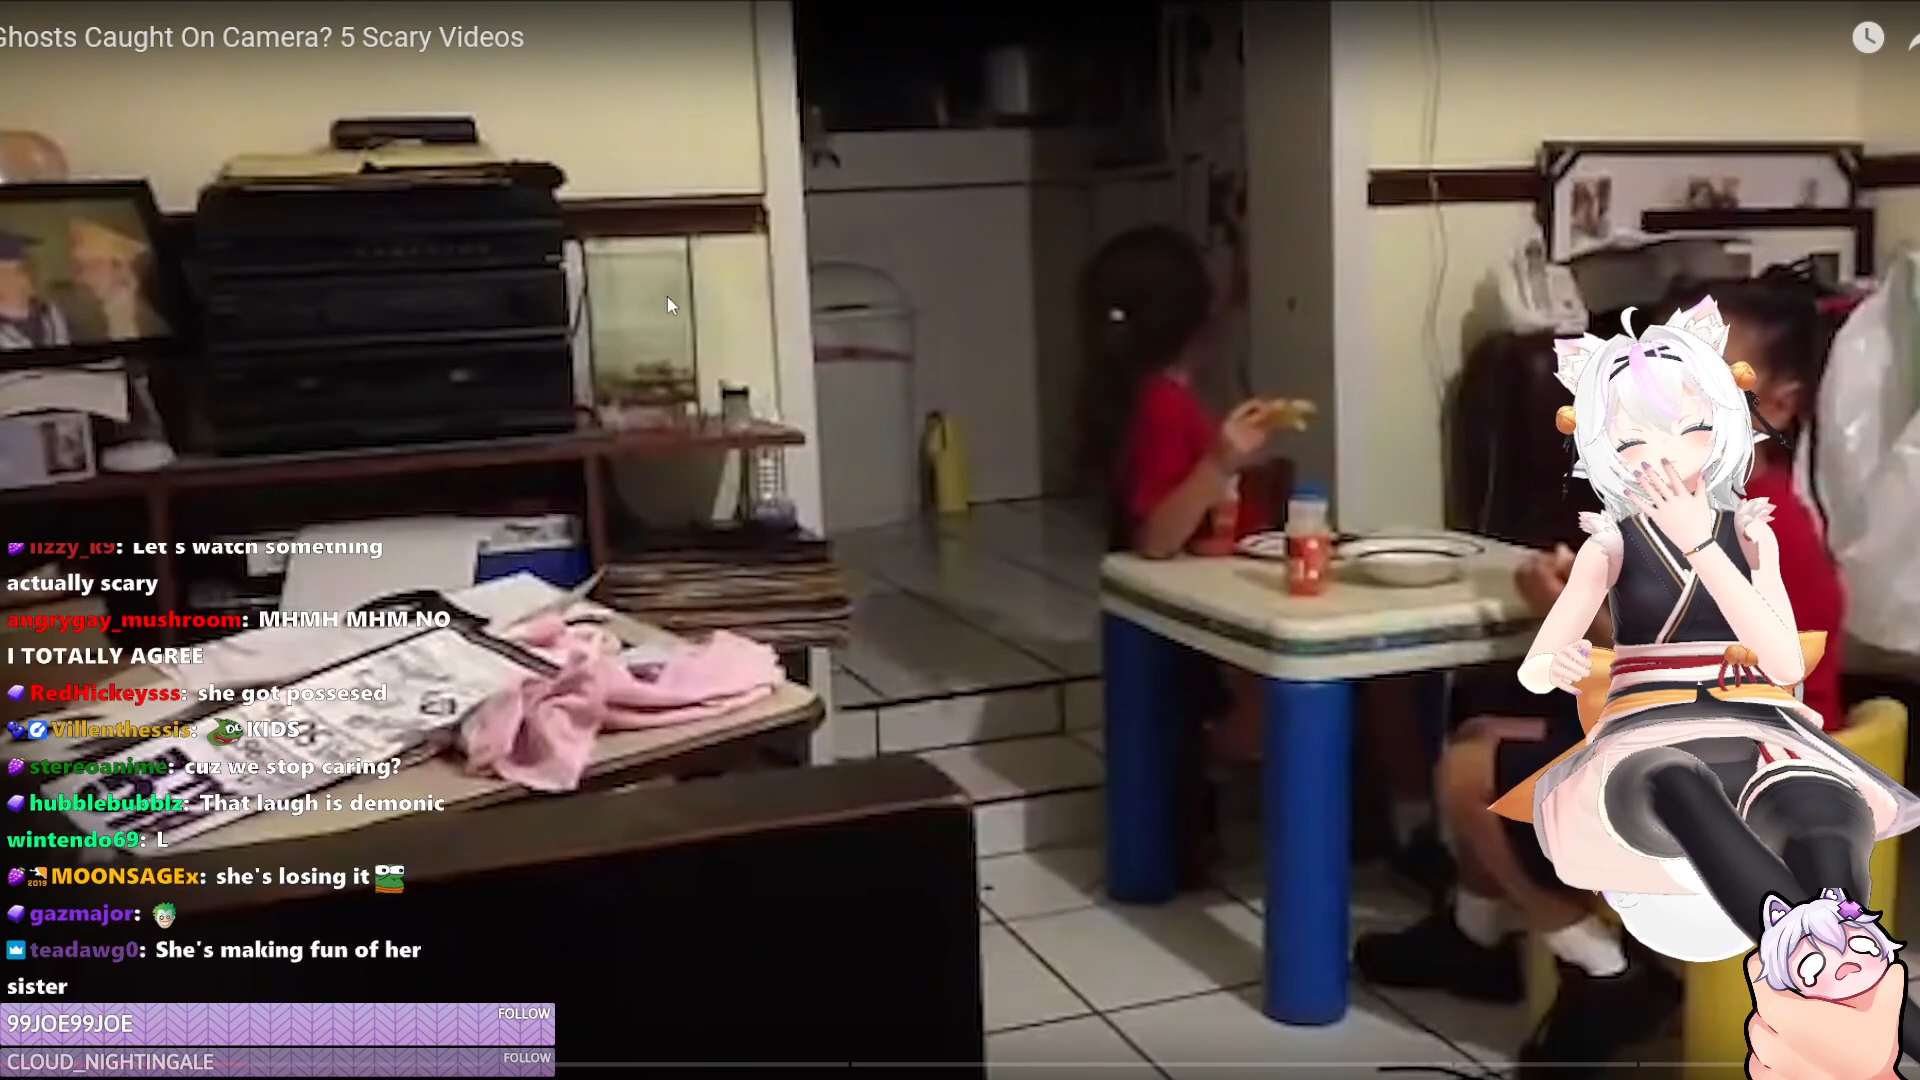 Ghosts Caught On Camera? 5 Scary Videos
lizzy_k9: Let's watch something
actually scary
angrygay_mushroom: MHMH MHM NO
I TOTALLY AGREE
RedHickeysss: she got possesed
Villenthessis: KIDS
stereoanime: cuz we stop caring?
hubblebubblz: That laugh is demonic
wintendo69: L
2019 MOONSAGEx: she's losing it
gazmajor:
teadawg0: She's making fun of her
sister
99JOE99JOE FOLLOW
CLOUD_NIGHTINGALE FOLLOW